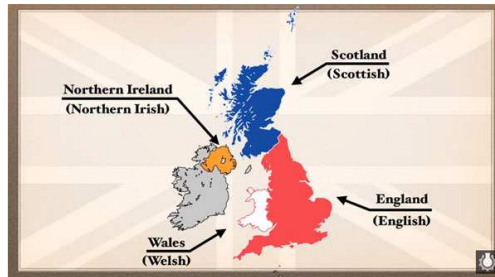 Scotland
(Scottish)
Northern Ireland
(Northern Irish)
England
(English)
Wales
(Welsh)